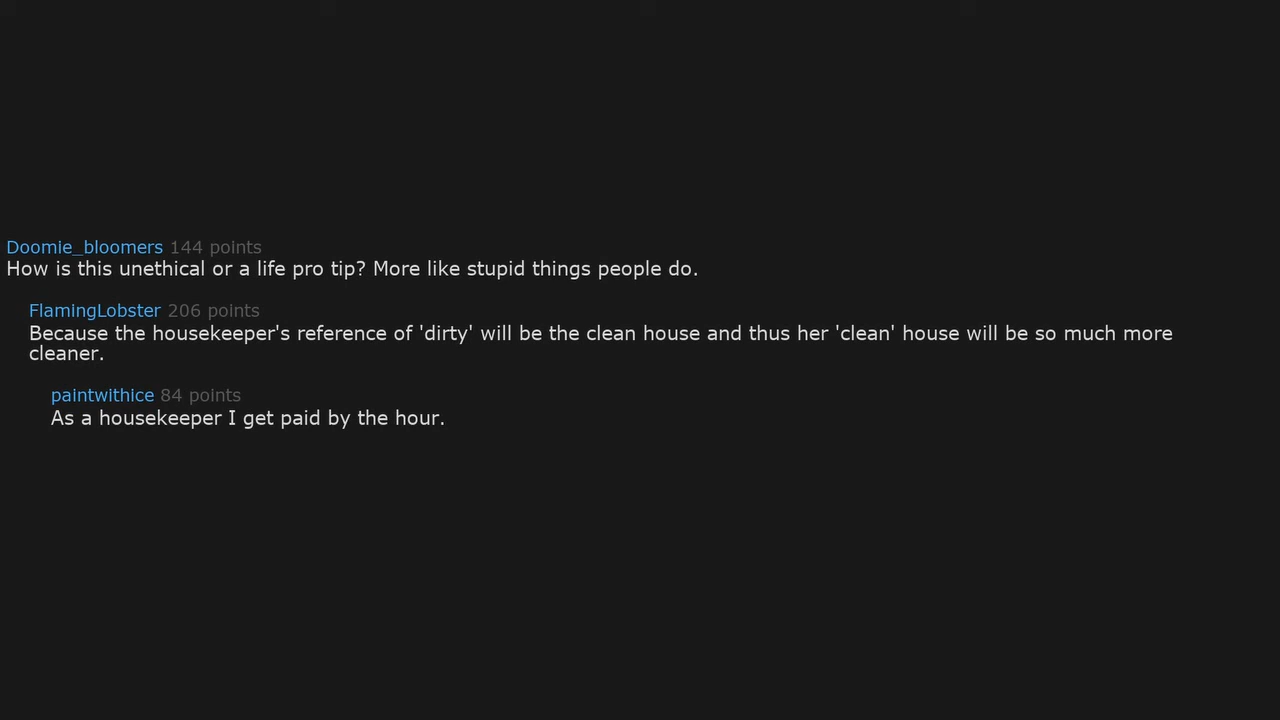 Doomie_bloomers 144 points
How is this unethical or a life pro tip? More like stupid things people do.
FlamingLobster 206 points
Because the housekeeper's reference of 'dirty' will be the clean house and thus her 'clean' house will be so much more
cleaner.
paintwithice 84 points
As a housekeeper I get paid by the hour.